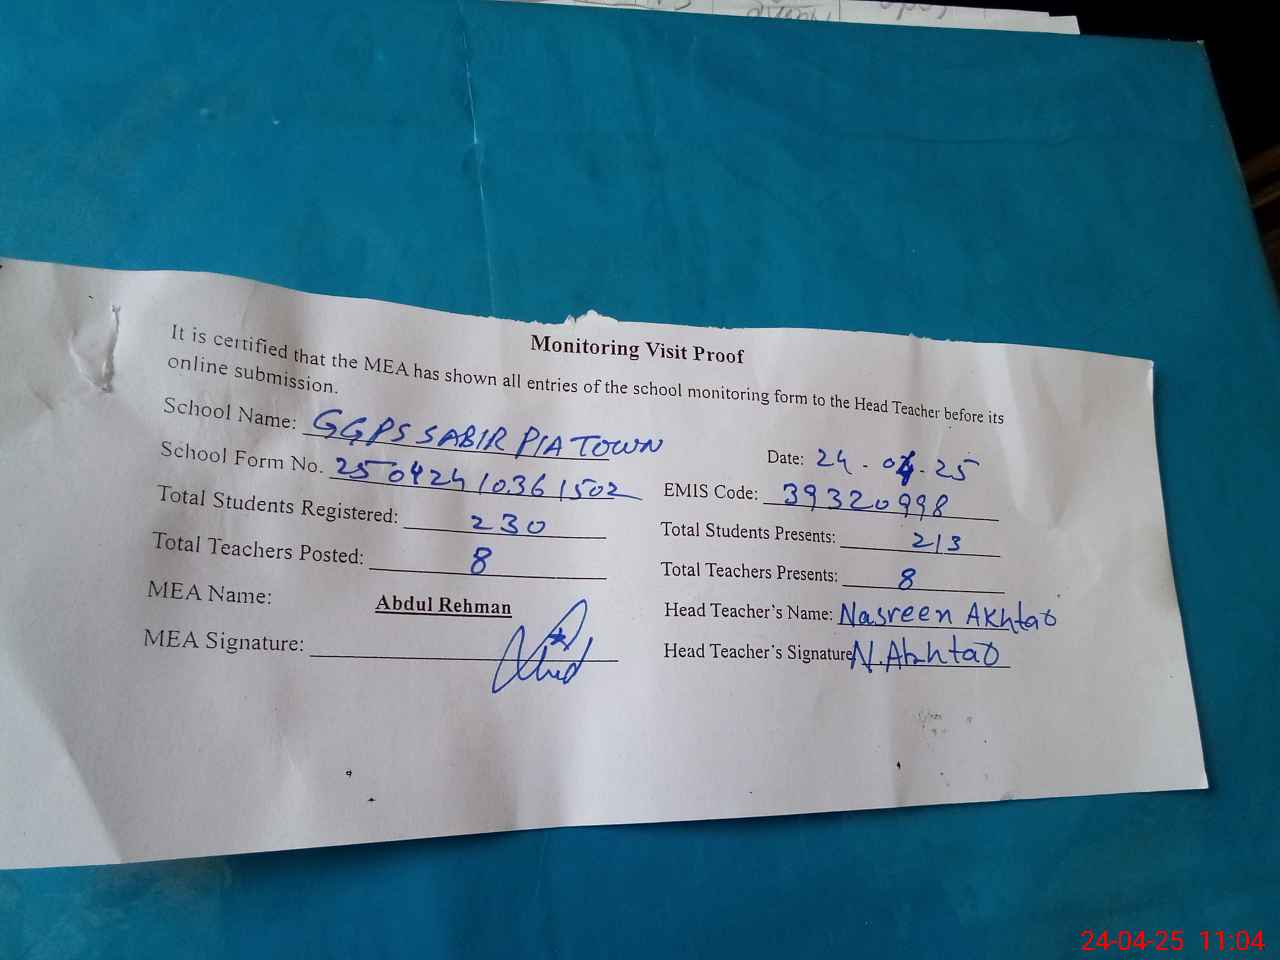 Monitoring Visit Proof
It is certified that the MEA has shown all entries of the school monitoring form to the Head Teacher before its
online submission.
School Name: GGPS SABIR PIA TOWN
Date: 24-04-25
School Form No. 25042410361502
EMIS Code: 39320998
Total Students Registered: 230
Total Students Presents: 213
Total Teachers Posted: 8
Total Teachers Presents: 8
MEA Name: Abdul Rehman
Head Teacher's Name: Nasreen Akhtar
MEA Signature:
Head Teacher's Signature N. Akhtar
24-04-25 11:04